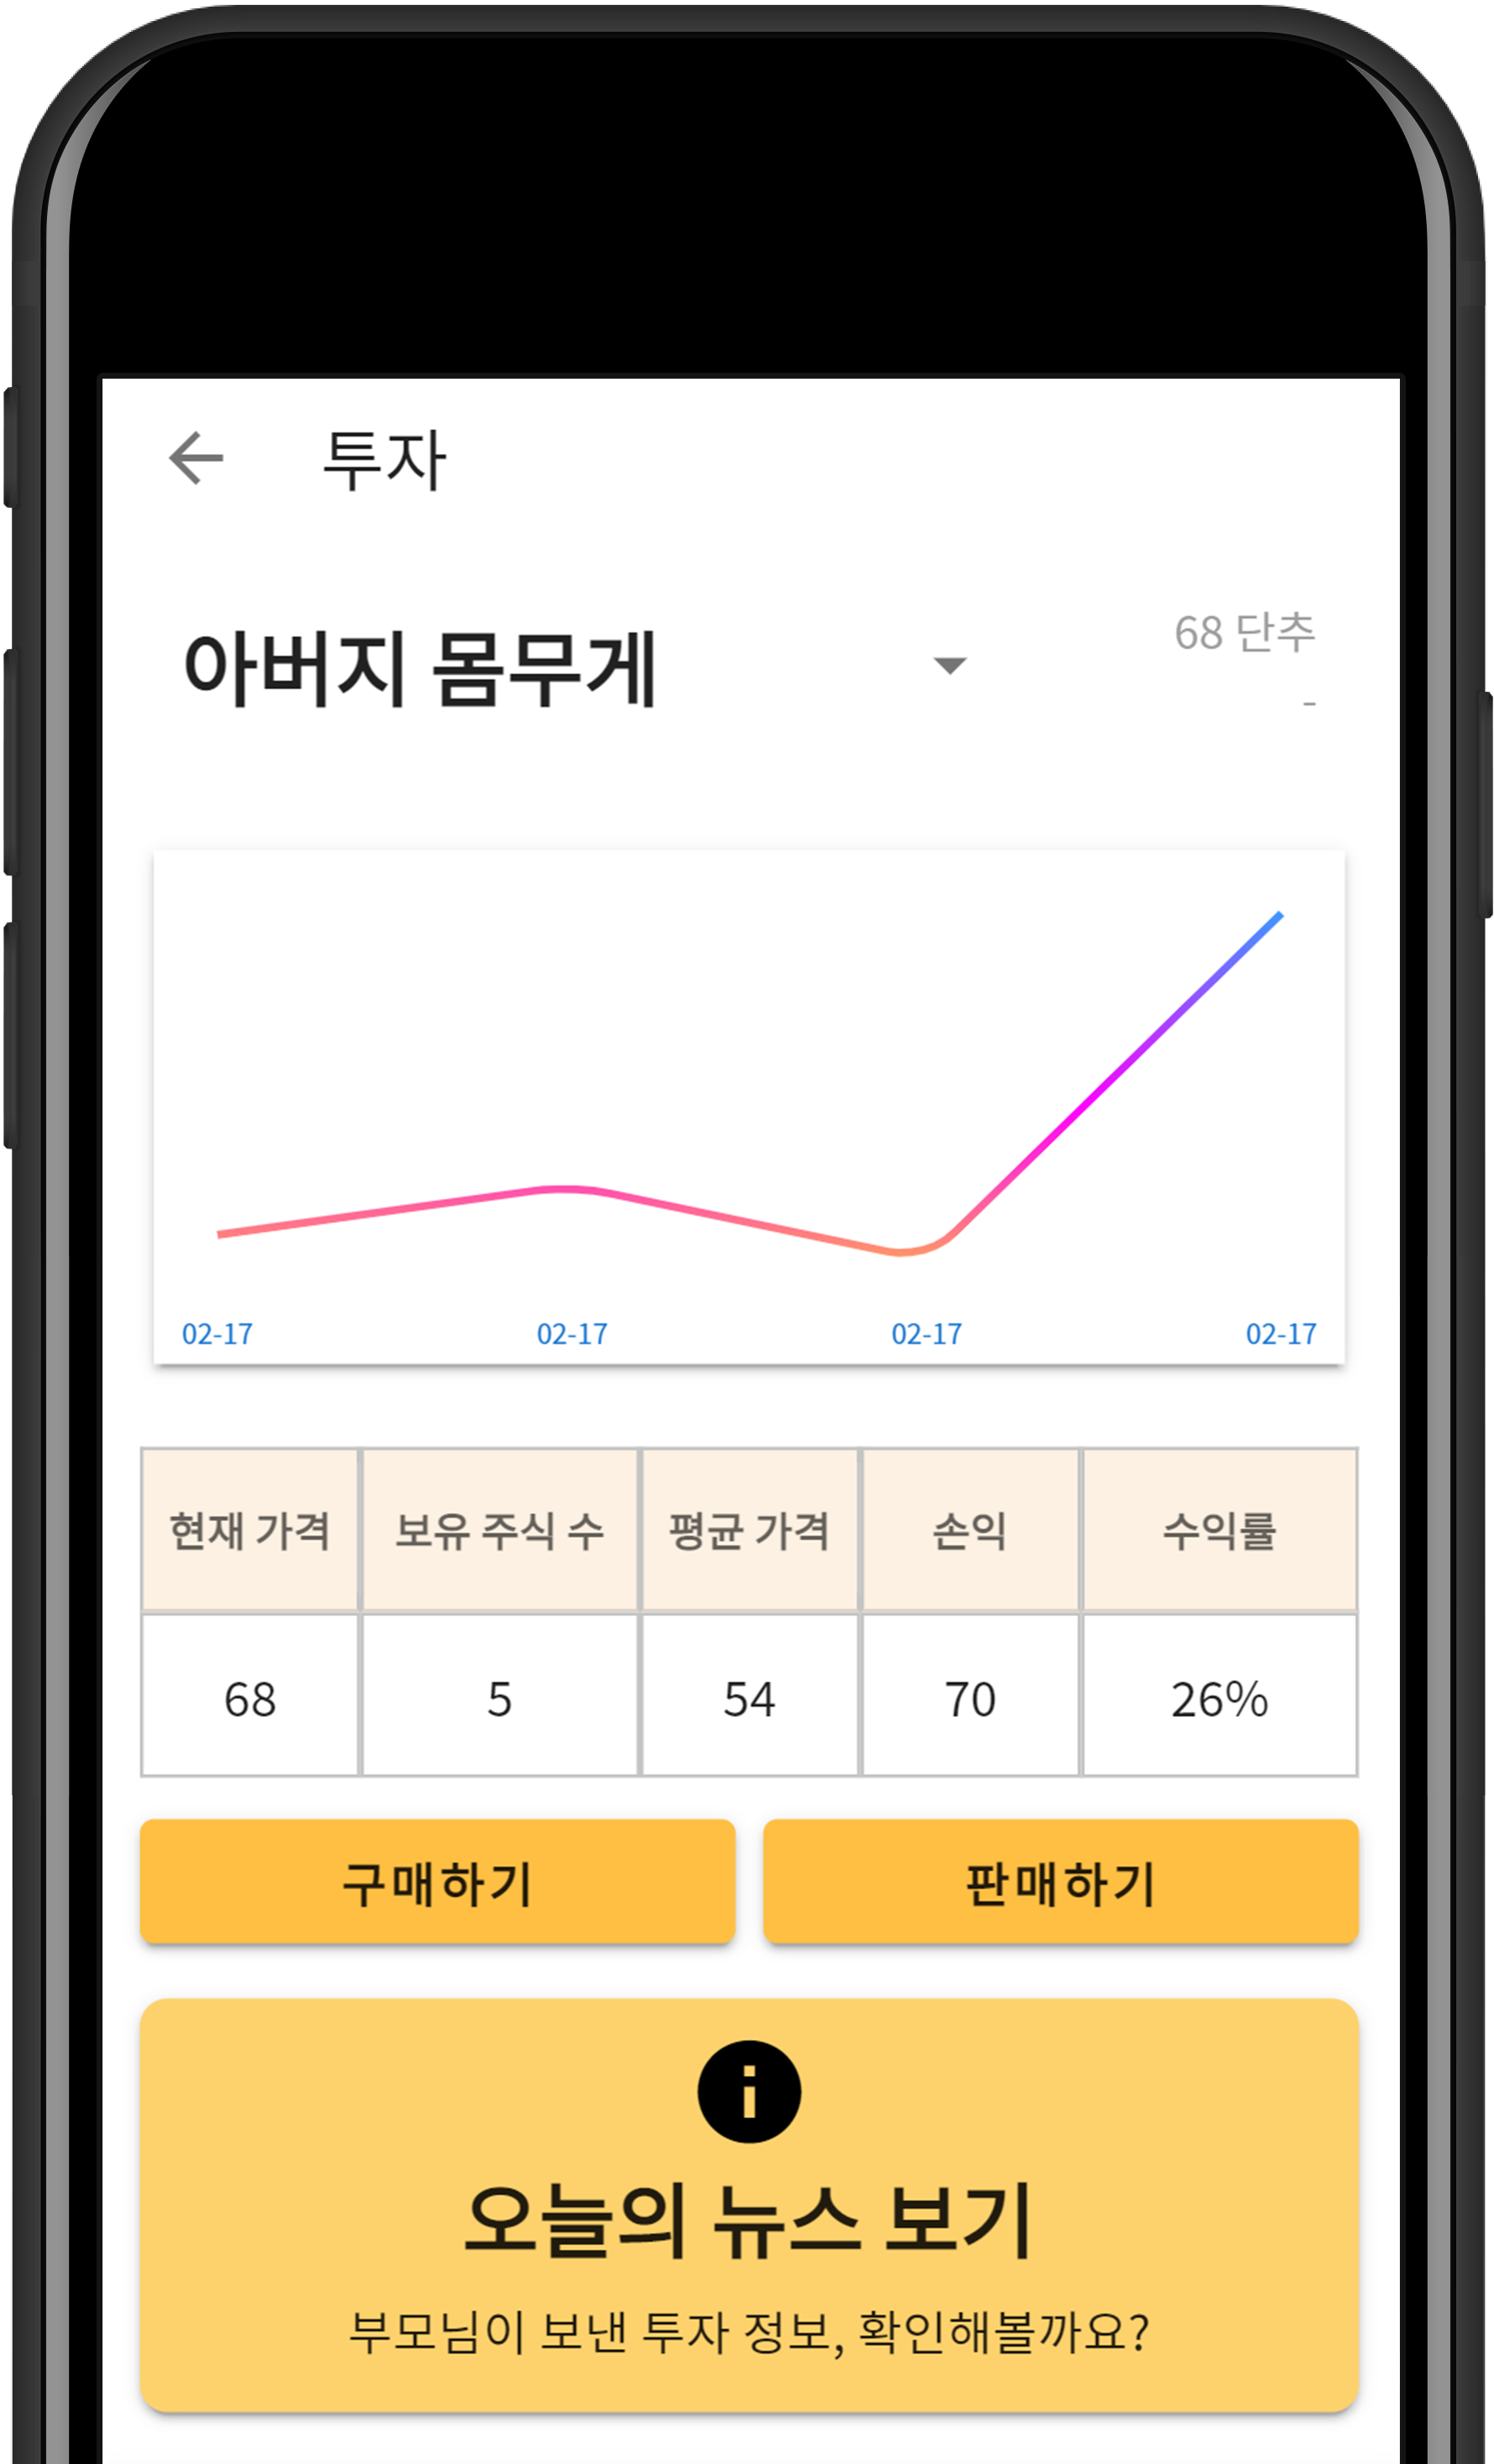 투자
아버지 몸무게
68 단추
-
02-17 02-17 02-17 02-17
현재 가격 보유 주식 수 평균 가격 손익 수익률
68 5 54 70 26%
구매하기 판매하기
i
오늘의 뉴스 보기
부모님이 보낸 투자 정보, 확인해볼까요?